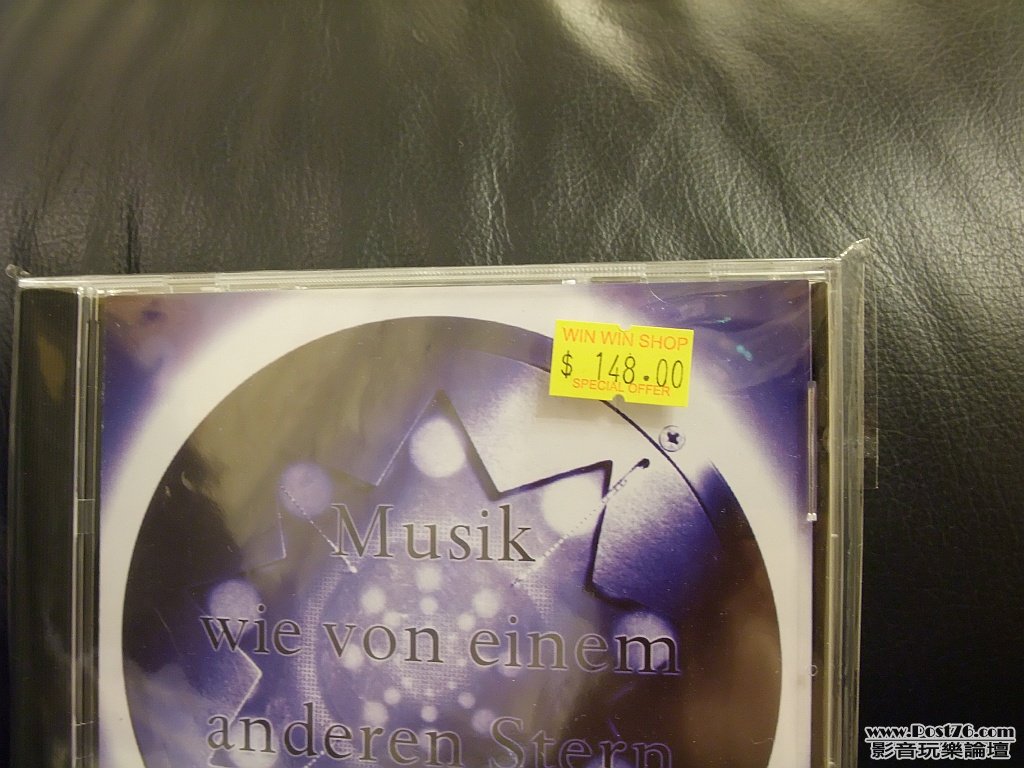 WIN WIN SHOP
$ 148.00
SPECIAL OFFER
Musik
wie von einem
anderen Stern
www.Post76.com
影音玩樂論壇